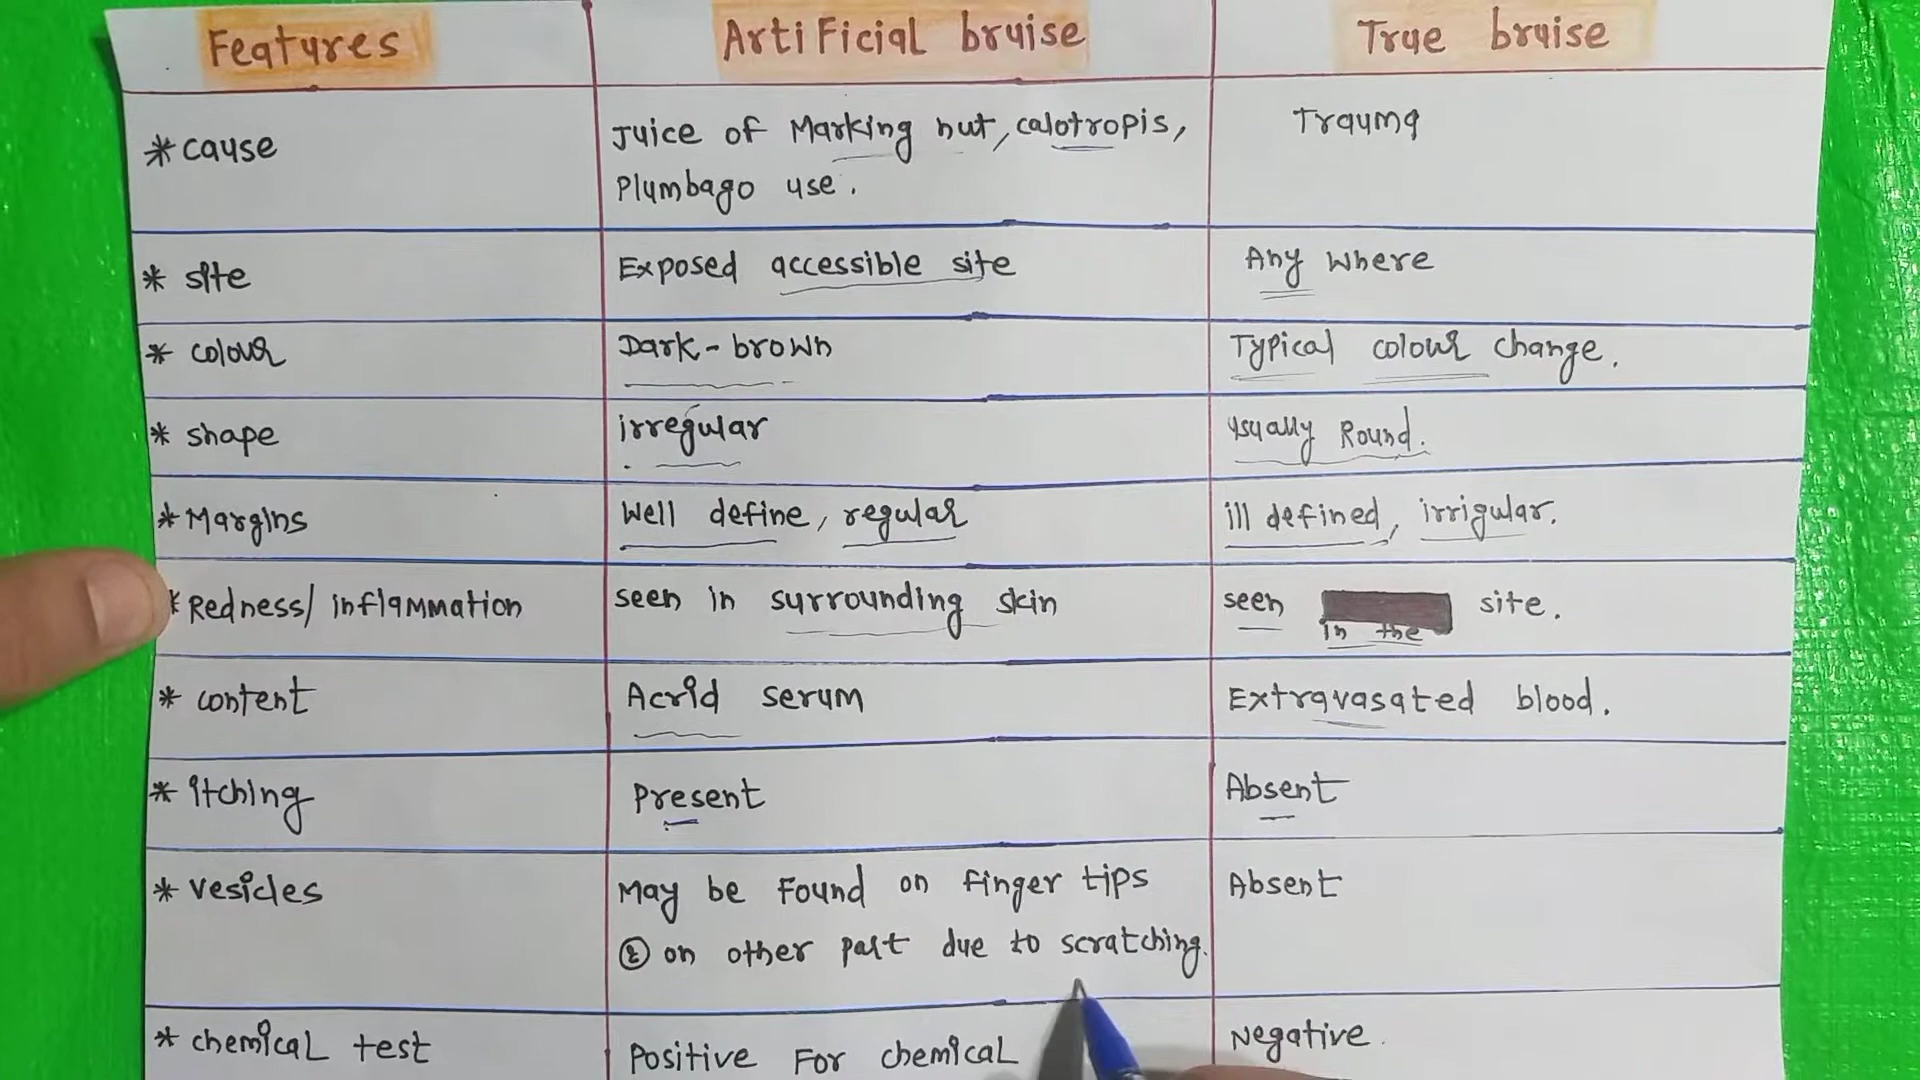 Features Artificial bruise True bruise
* cause Juice of Marking nut, calotropis, Trauma
Plumbago use.
* site Exposed accessible site Any where
* colour Dark-brown Typical colour change.
* shape irregular usually Round.
* Margins Well define, regular ill defined, irrigular.
* Redness/inflammation seen in surrounding skin seen in the site.
* content Acrid serum Extravasated blood.
* itching Present Absent
* vesicles May be Found on finger tips Absent
& on other part due to scratching.
* chemical test Positive For chemical Negative.